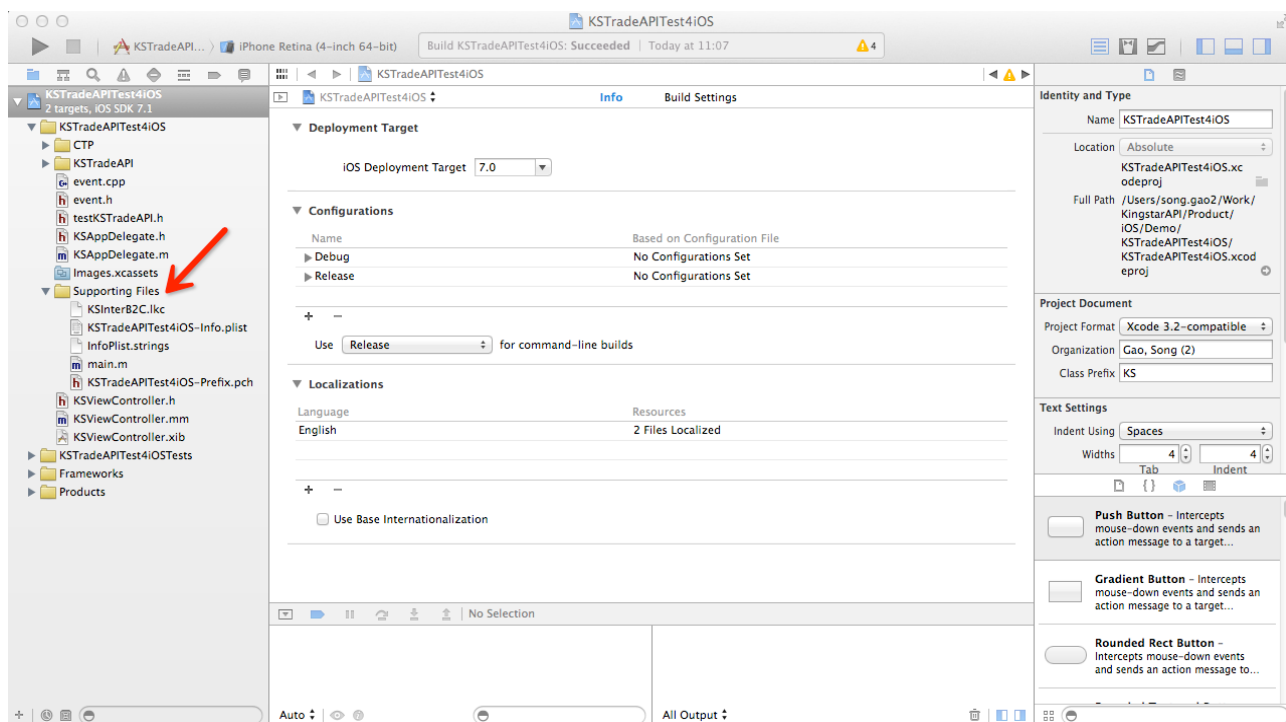 KSTradeAPITest4iOS
KSTradeAPI... iPhone Retina (4-inch 64-bit)
Build KSTradeAPITest4iOS: Succeeded | Today at 11:07
4
KSTradeAPITest4iOS
2 targets, iOS SDK 7.1
KSTradeAPITest4iOS
CTP
KSTradeAPI
event.cpp
event.h
testKSTradeAPI.h
KSAppDelegate.h
KSAppDelegate.m
Images.xcassets
Supporting Files
KSInterB2C.lkc
KSTradeAPITest4iOS-Info.plist
InfoPlist.strings
main.m
KSTradeAPITest4iOS-Prefix.pch
KSViewController.h
KSViewController.mm
KSViewController.xib
KSTradeAPITest4iOSTests
Frameworks
Products
KSTradeAPITest4iOS
KSTradeAPITest4iOS
Info Build Settings
Deployment Target
iOS Deployment Target 7.0
Configurations
Name Based on Configuration File
Debug No Configurations Set
Release No Configurations Set
Use Release for command-line builds
Localizations
Language Resources
English 2 Files Localized
Use Base Internationalization
No Selection
Auto
All Output
Identity and Type
Name KSTradeAPITest4iOS
Location Absolute
KSTradeAPITest4iOS.xc
odeproj
Full Path /Users/song.gao2/Work/
KingstarAPI/Product/
iOS/Demo/
KSTradeAPITest4iOS/
KSTradeAPITest4iOS.xcod
eproj
Project Document
Project Format Xcode 3.2-compatible
Organization Gao, Song (2)
Class Prefix KS
Text Settings
Indent Using Spaces
Widths 4 4
Tab Indent
Push Button - Intercepts
mouse-down events and sends an
action message to a target...
Gradient Button - Intercepts
mouse-down events and sends an
action message to a target...
Rounded Rect Button -
Intercepts mouse-down events
and sends an action message to...